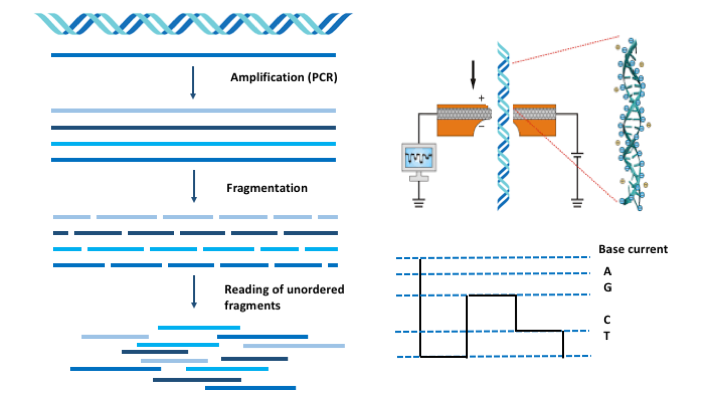 Amplification (PCR)
Fragmentation
Reading of unordered
fragments
+
−
Base current
A
G
C
T